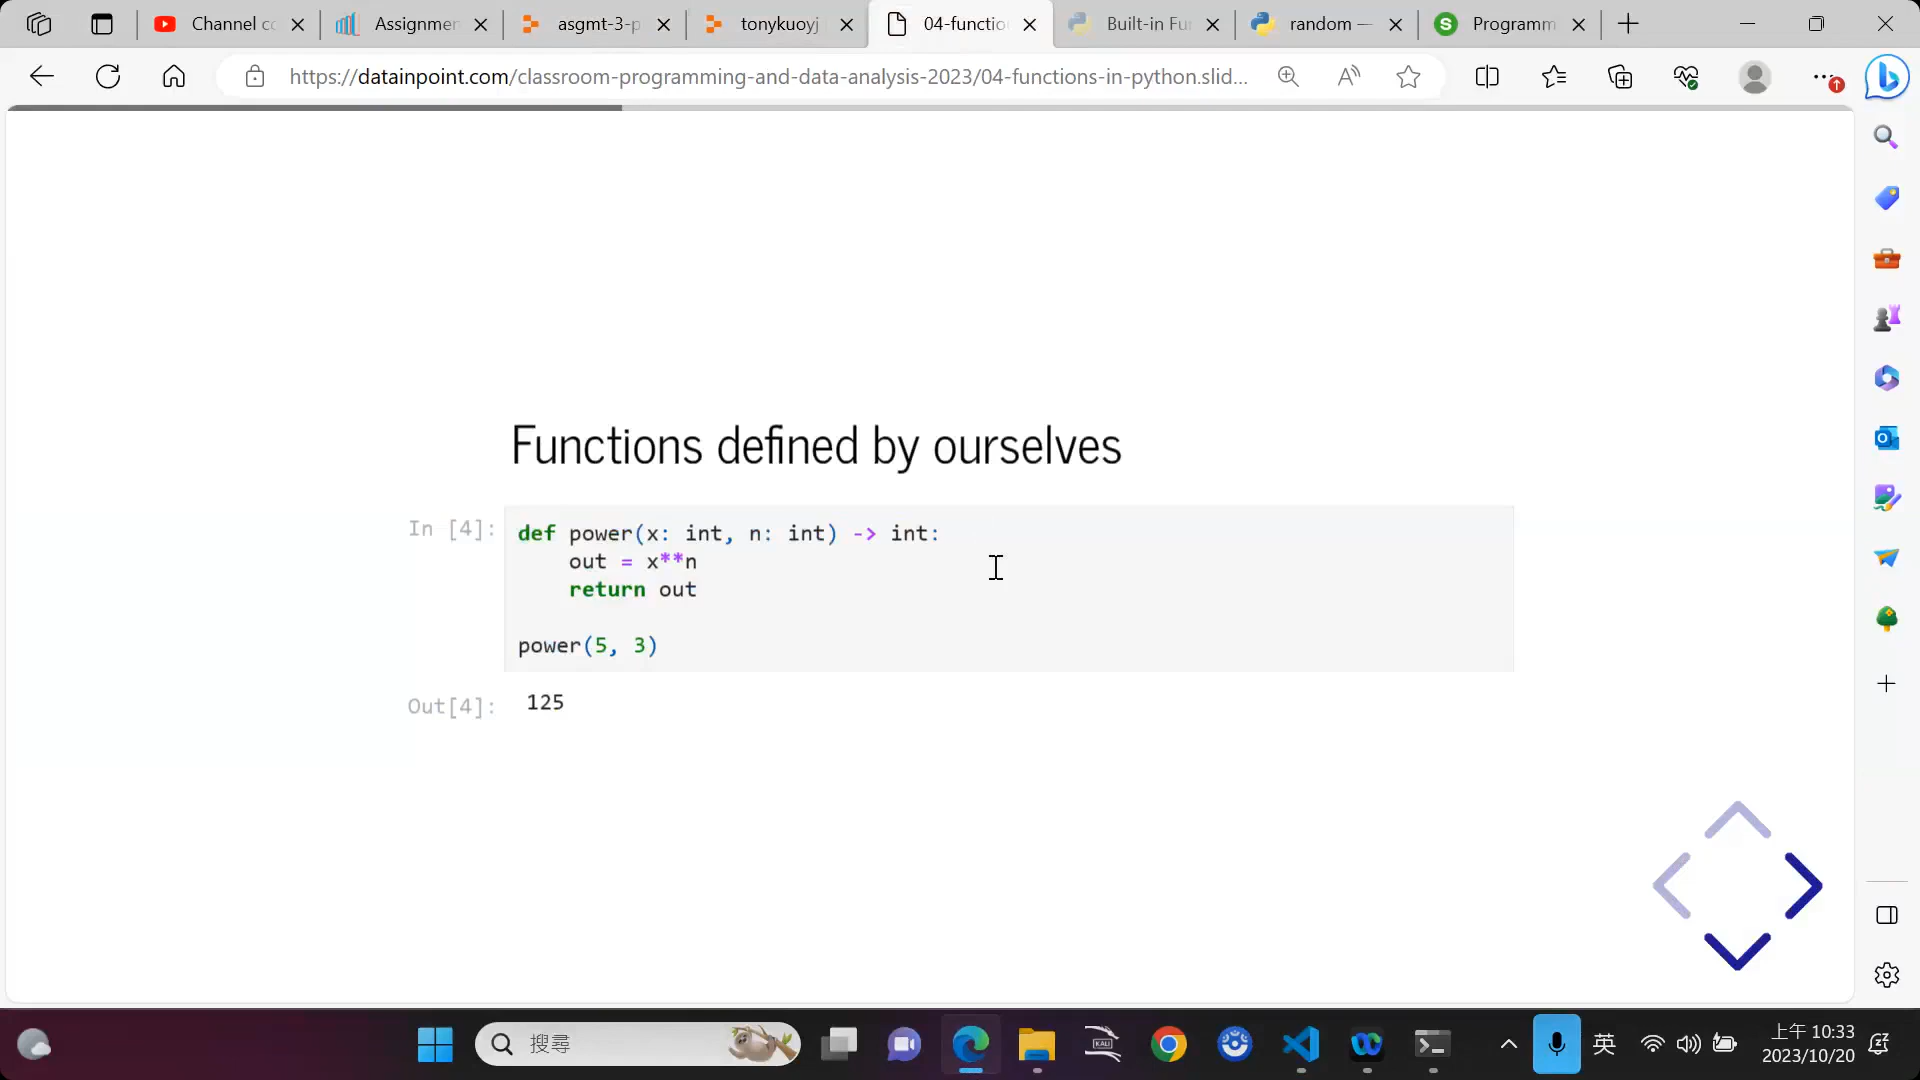 Channel cc
Assignmen
asgmt-3-p
tonykuoyj
04-functio
Built-in Fu
random —
Programm
https://datainpoint.com/classroom-programming-and-data-analysis-2023/04-functions-in-python.slid...
Functions defined by ourselves
In [4]:
def power(x: int, n: int) -> int:
out = x**n
return out
power(5, 3)
Out[4]:
125
搜尋
KALI
英
上午 10:33
2023/10/20